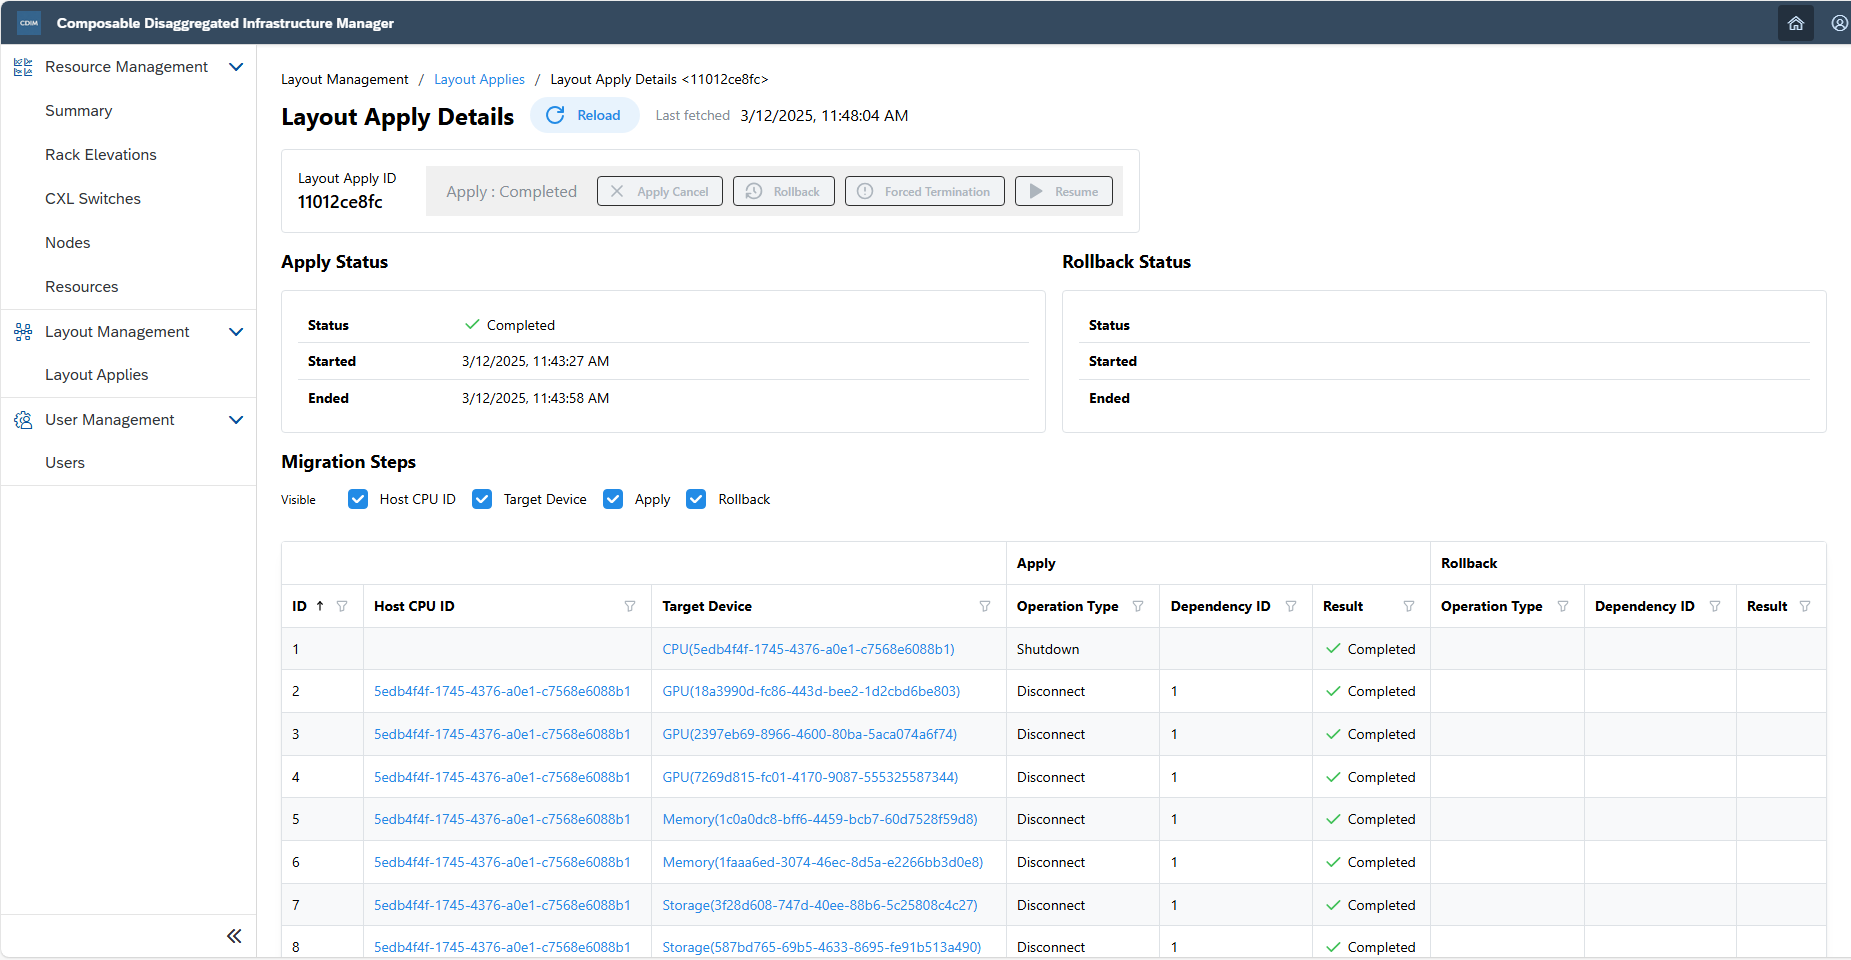 CDIM Composable Disaggregated Infrastructure Manager
Resource Management
Summary
Rack Elevations
CXL Switches
Nodes
Resources
Layout Management
Layout Applies
User Management
Users
Layout Management / Layout Applies / Layout Apply Details <11012ce8fc>
Layout Apply Details Reload Last fetched 3/12/2025, 11:48:04 AM
Layout Apply ID
11012ce8fc
Apply : Completed Apply Cancel Rollback Forced Termination Resume
Apply Status
Status Completed
Started 3/12/2025, 11:43:27 AM
Ended 3/12/2025, 11:43:58 AM
Rollback Status
Status
Started
Ended
Migration Steps
Visible Host CPU ID Target Device Apply Rollback
Apply Rollback
ID Host CPU ID Target Device Operation Type Dependency ID Result Operation Type Dependency ID Result
1 CPU(5edb4f4f-1745-4376-a0e1-c7568e6088b1) Shutdown Completed
2 5edb4f4f-1745-4376-a0e1-c7568e6088b1 GPU(18a3990d-fc86-443d-bee2-1d2cbd6be803) Disconnect 1 Completed
3 5edb4f4f-1745-4376-a0e1-c7568e6088b1 GPU(2397eb69-8966-4600-80ba-5aca074a6f74) Disconnect 1 Completed
4 5edb4f4f-1745-4376-a0e1-c7568e6088b1 GPU(7269d815-fc01-4170-9087-555325587344) Disconnect 1 Completed
5 5edb4f4f-1745-4376-a0e1-c7568e6088b1 Memory(1c0a0dc8-bff6-4459-bcb7-60d7528f59d8) Disconnect 1 Completed
6 5edb4f4f-1745-4376-a0e1-c7568e6088b1 Memory(1faaa6ed-3074-46ec-8d5a-e2266bb3d0e8) Disconnect 1 Completed
7 5edb4f4f-1745-4376-a0e1-c7568e6088b1 Storage(3f28d608-747d-40ee-88b6-5c25808c4c27) Disconnect 1 Completed
8 5edb4f4f-1745-4376-a0e1-c7568e6088b1 Storage(587bd765-69b5-4633-8695-fe91b513a490) Disconnect 1 Completed